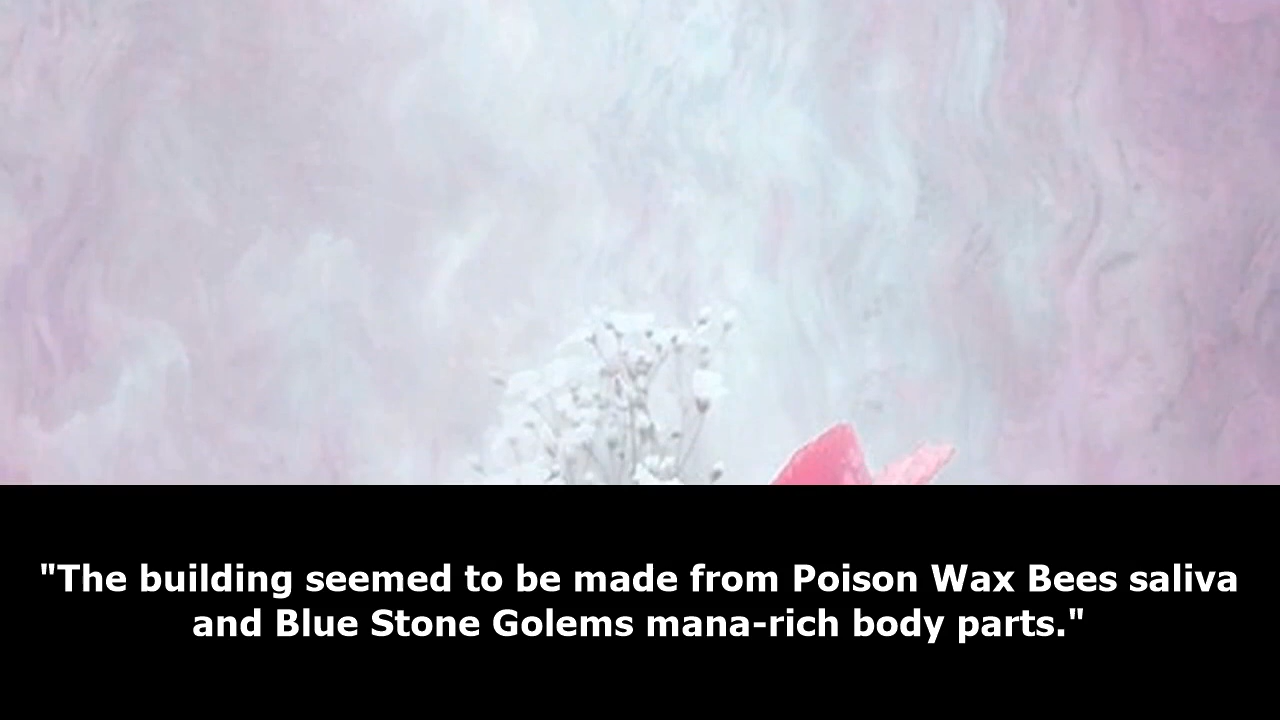 "The building seemed to be made from Poison Wax Bees saliva
and Blue Stone Golems mana-rich body parts."